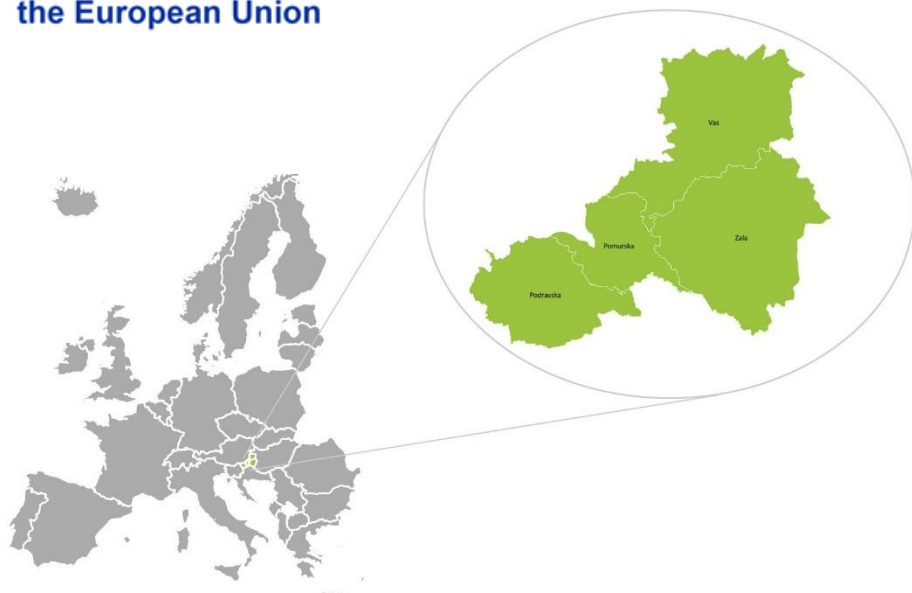 the European Union
Vas
Zala
Pomurska
Podravska